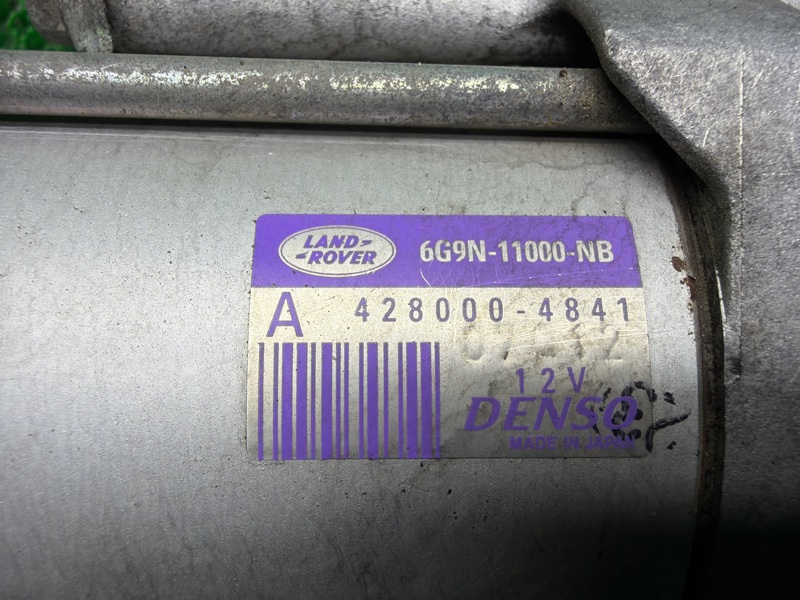 LAND-
-ROVER
6G9N-11000-NB
A 428000-4841
12V
DENSO
MADE IN JAPAN